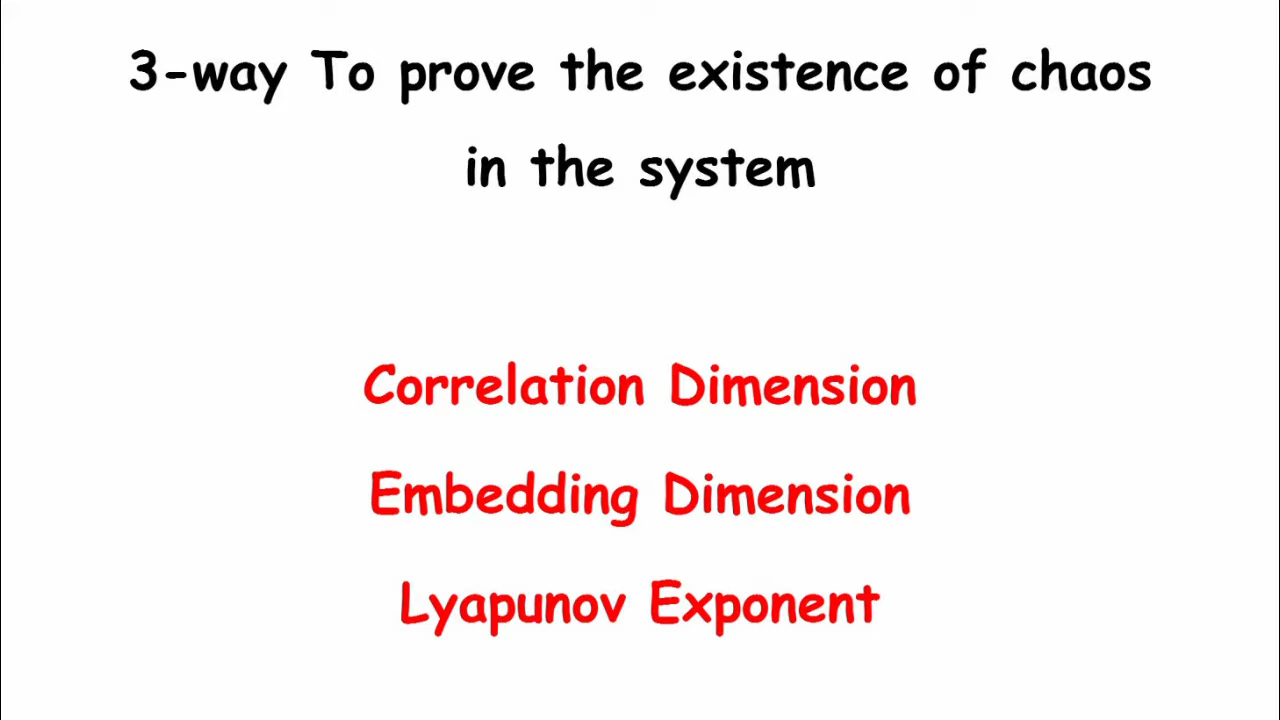 3-way To prove the existence of chaos
in the system
Correlation Dimension
Embedding Dimension
Lyapunov Exponent